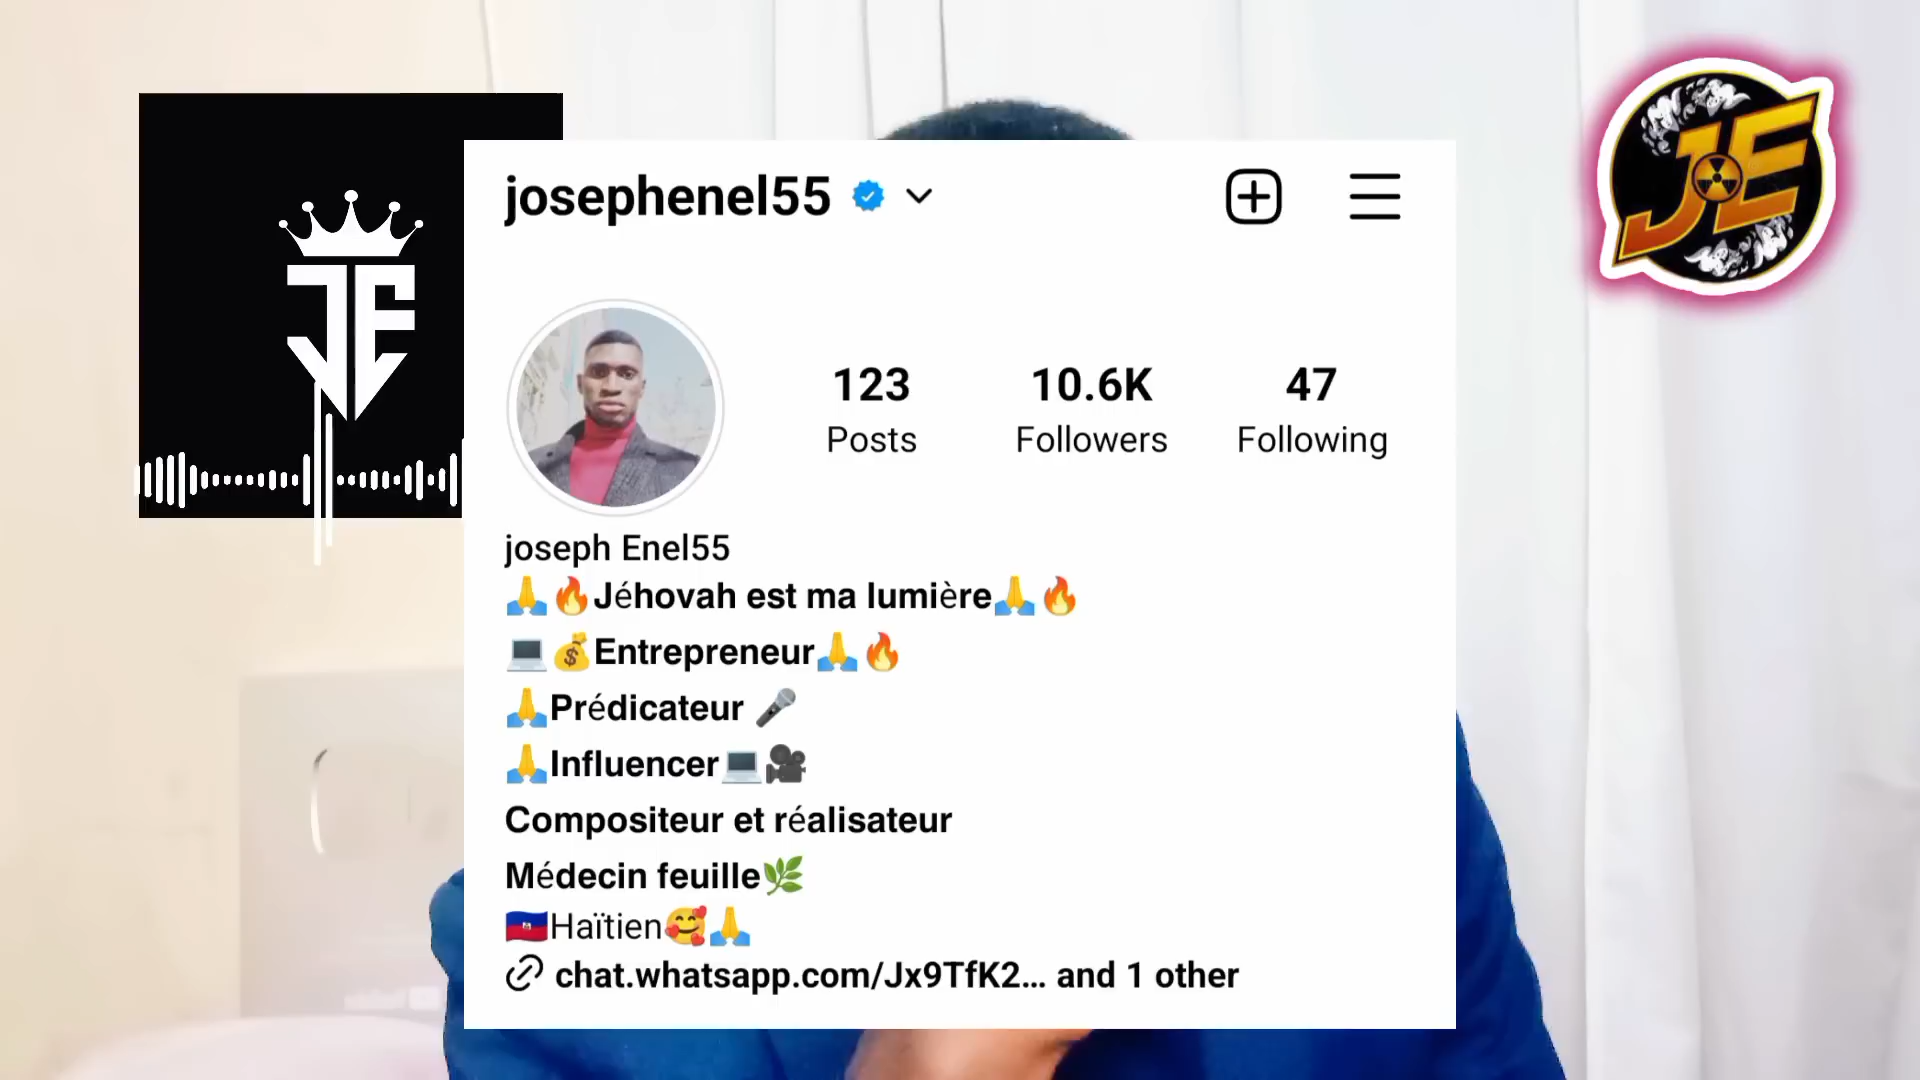 JE
JE
josephenel55
123
10.6K
47
Posts
Followers
Following
joseph Enel55
🙏🔥Jéhovah est ma lumière🙏🔥
💻💰Entrepreneur🙏🔥
🙏Prédicateur 🎤
🙏Influencer💻🎥
Compositeur et réalisateur
Médecin feuille🌿
🇭🇹Haïtien🥰🙏
chat.whatsapp.com/Jx9TfK2... and 1 other